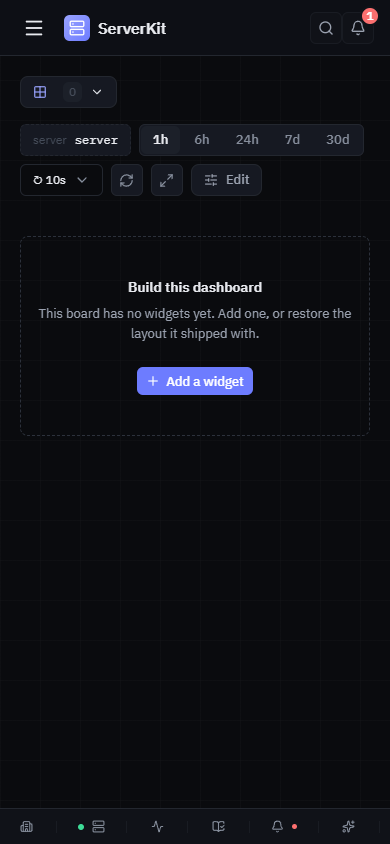 ServerKit
1
0
server server
1h 6h 24h 7d 30d
10s
Edit
Build this dashboard
This board has no widgets yet. Add one, or restore the
layout it shipped with.
+ Add a widget